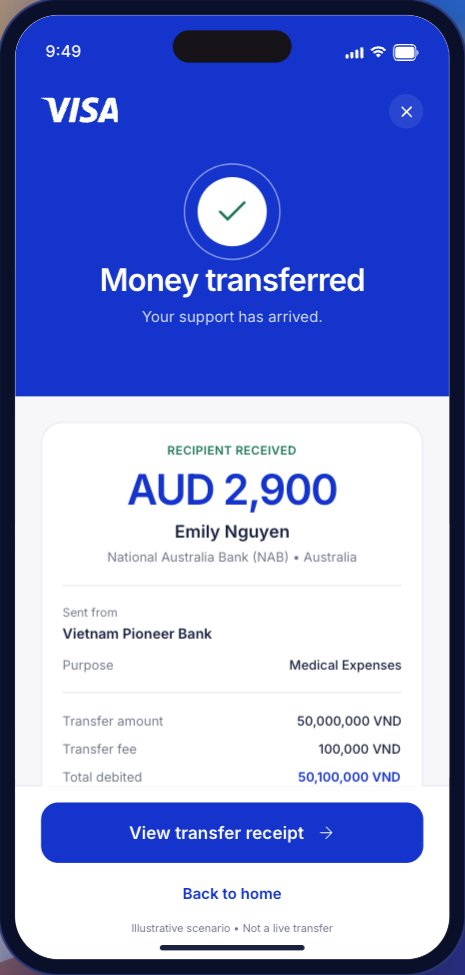 9:49
VISA
Money transferred
Your support has arrived.
RECIPIENT RECEIVED
AUD 2,900
Emily Nguyen
National Australia Bank (NAB) • Australia
Sent from
Vietnam Pioneer Bank
Purpose Medical Expenses
Transfer amount 50,000,000 VND
Transfer fee 100,000 VND
Total debited 50,100,000 VND
View transfer receipt →
Back to home
Illustrative scenario • Not a live transfer